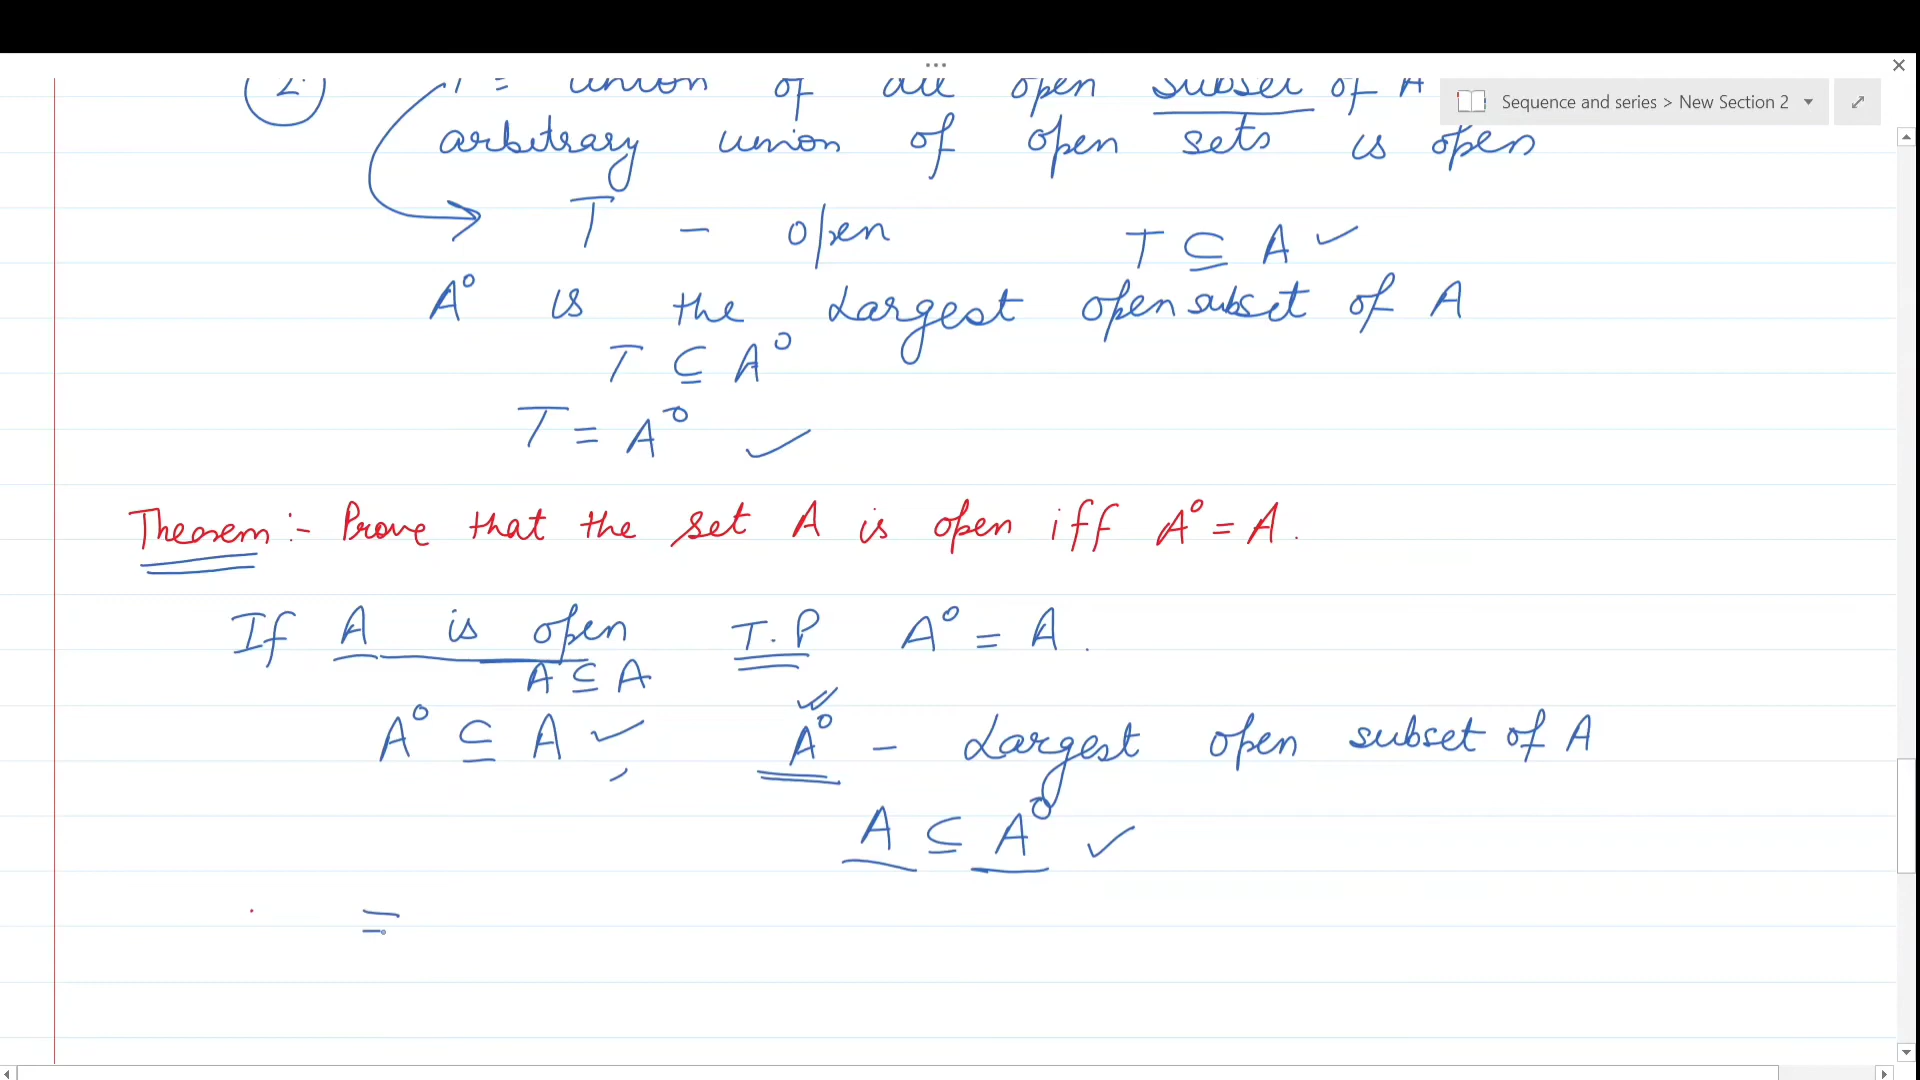 2. T = union of all open subset of A
Sequence and series > New Section 2
arbitrary union of open sets is open
T - open T ⊆ A ✓
A° is the Largest open subset of A
T ⊆ A°
T = A° ✓
Theorem :- Prove that the set A is open iff A° = A.
If A is open T.P A° = A.
A ⊆ A
A° ⊆ A ✓ A° - Largest open subset of A
A ⊆ A° ✓
=